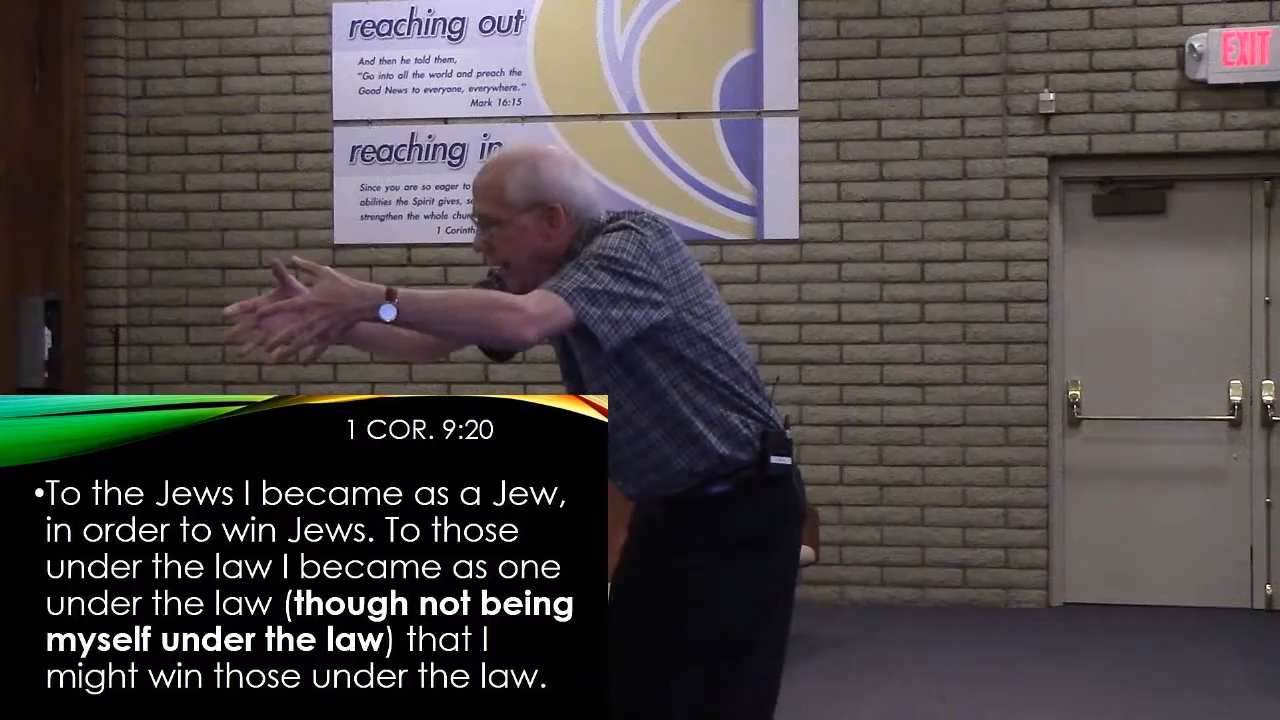 reaching out
And then he told them,
"Go into all the world and preach the
Good News to everyone, everywhere."
Mark 16:15
reaching in
Since you are so eager to
abilities the Spirit gives,
strengthen the whole
1
EXIT
1 COR. 9:20
•To the Jews I became as a Jew,
in order to win Jews. To those
under the law I became as one
under the law (though not being
myself under the law) that I
might win those under the law.